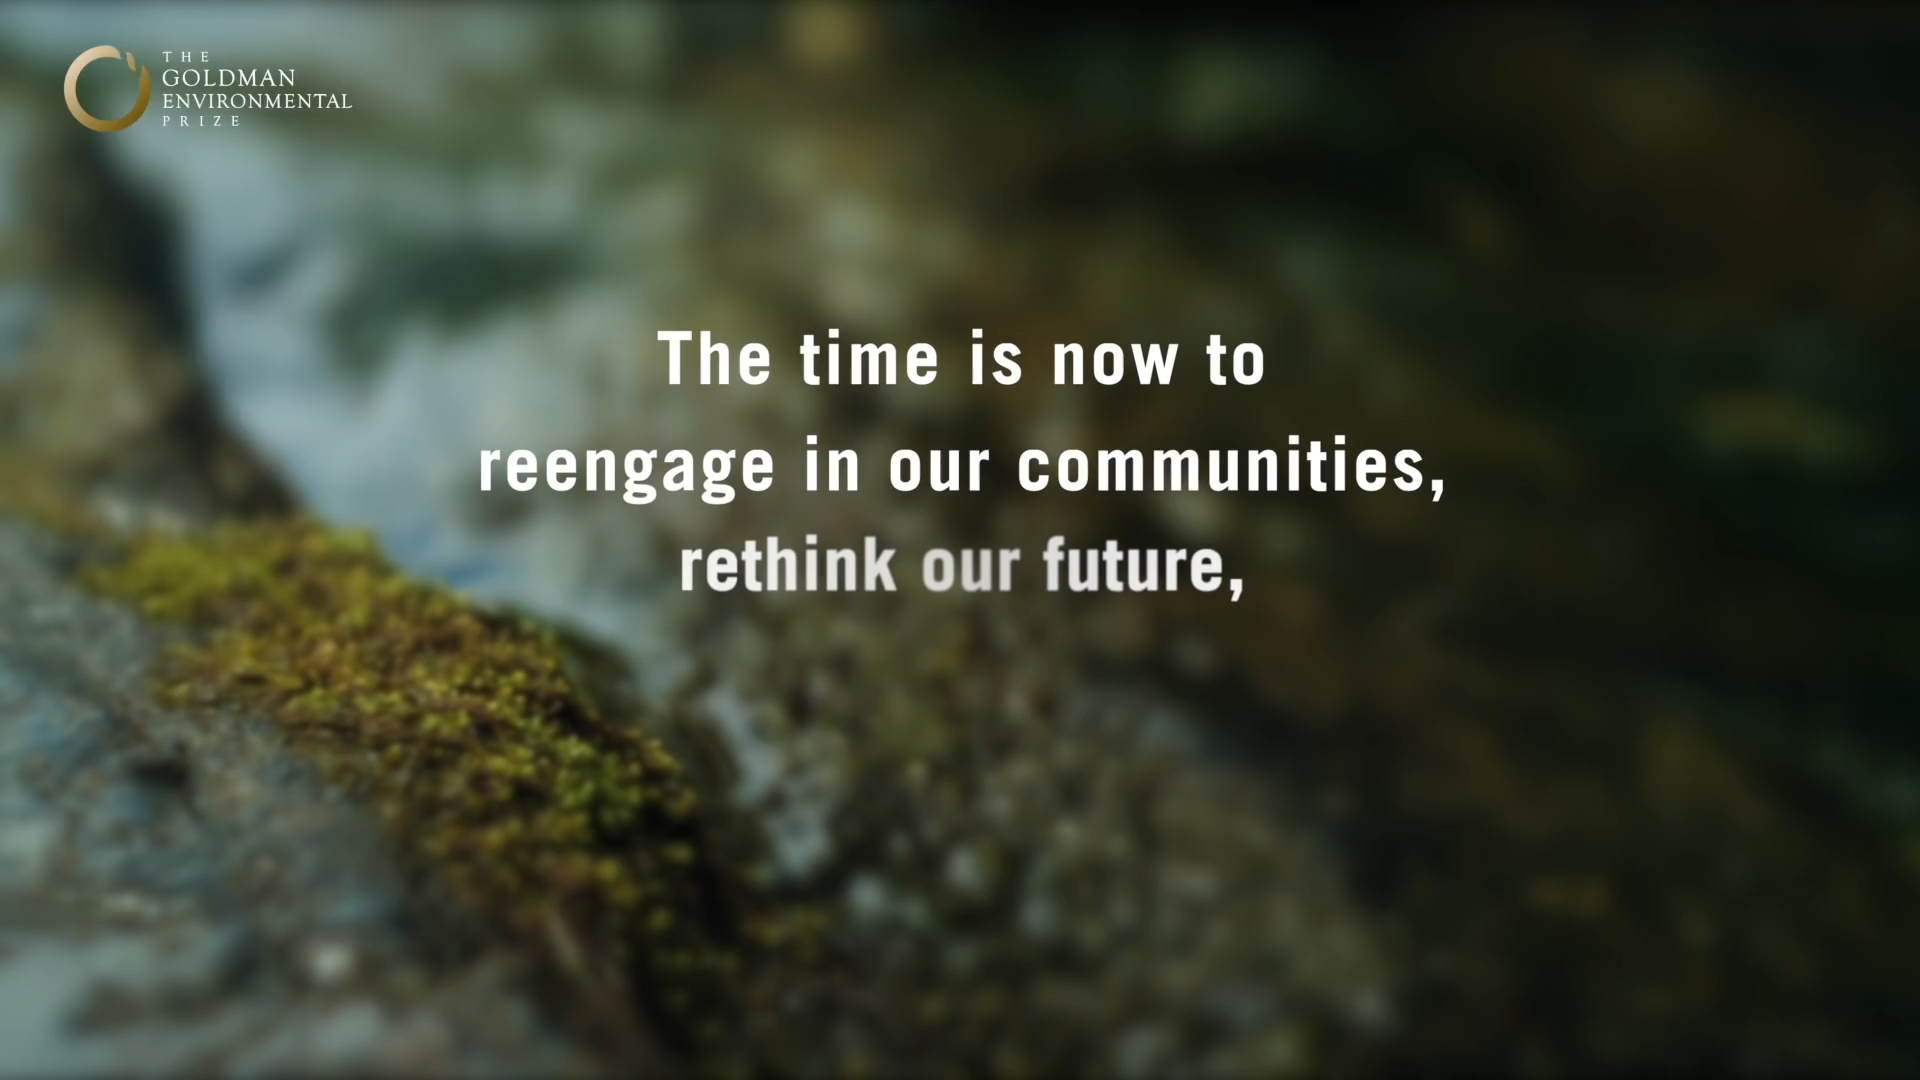 THE
GOLDMAN
ENVIRONMENTAL
PRIZE
The time is now to
reengage in our communities,
rethink our future,